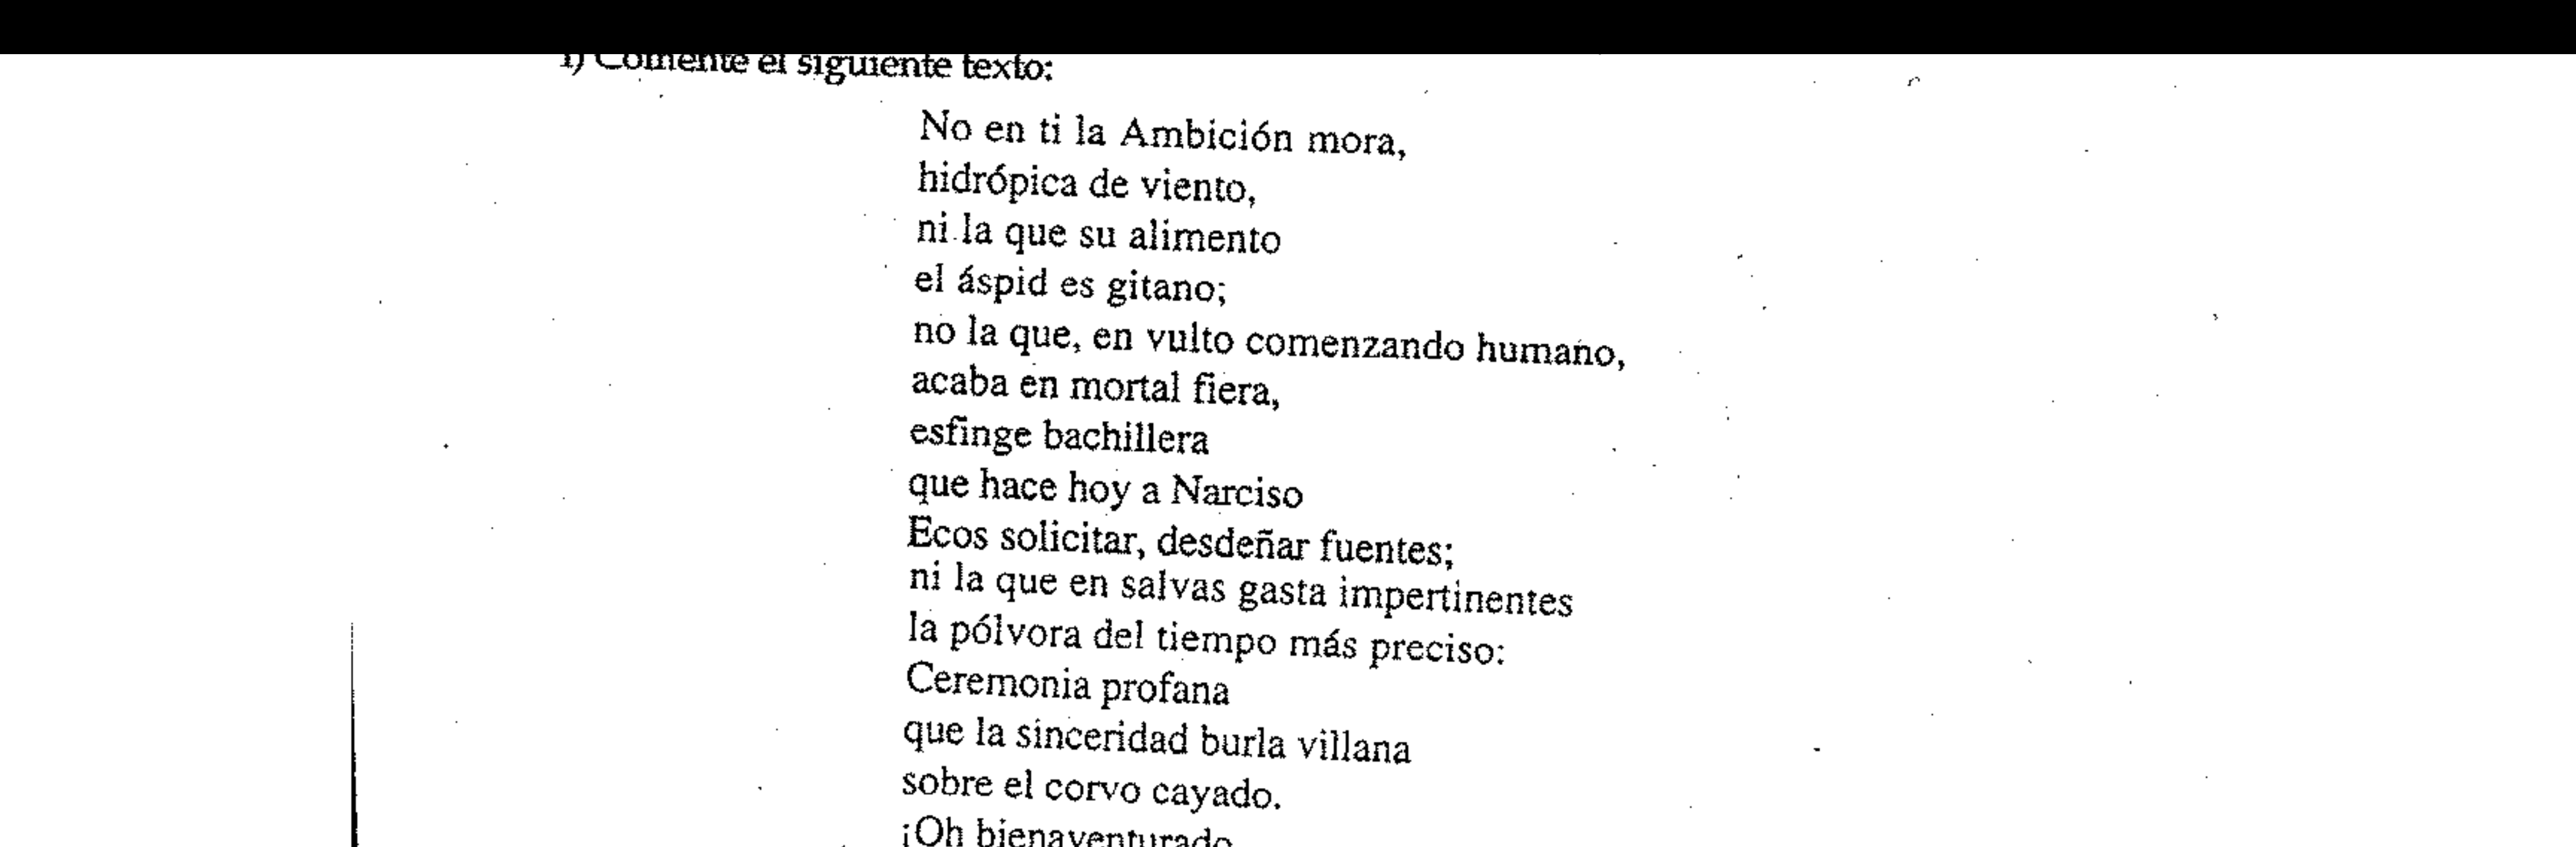 1) Comente el siguiente texto:
No en ti la Ambición mora,
hidrópica de viento,
ni la que su alimento
el áspid es gitano;
no la que, en vulto comenzando humano,
acaba en mortal fiera,
esfinge bachillera
que hace hoy a Narciso
Ecos solicitar, desdeñar fuentes;
ni la que en salvas gasta impertinentes
la pólvora del tiempo más preciso:
Ceremonia profana
que la sinceridad burla villana
sobre el corvo cayado.
¡Oh bienaventurado